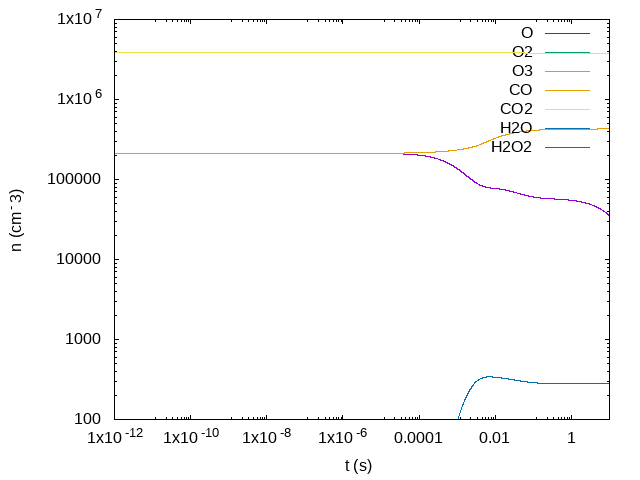 1x10^7
1x10^6
100000
10000
1000
100
n (cm^-3)
O
O2
O3
CO
CO2
H2O
H2O2
1x10^-12 1x10^-10 1x10^-8 1x10^-6 0.0001 0.01 1
t (s)